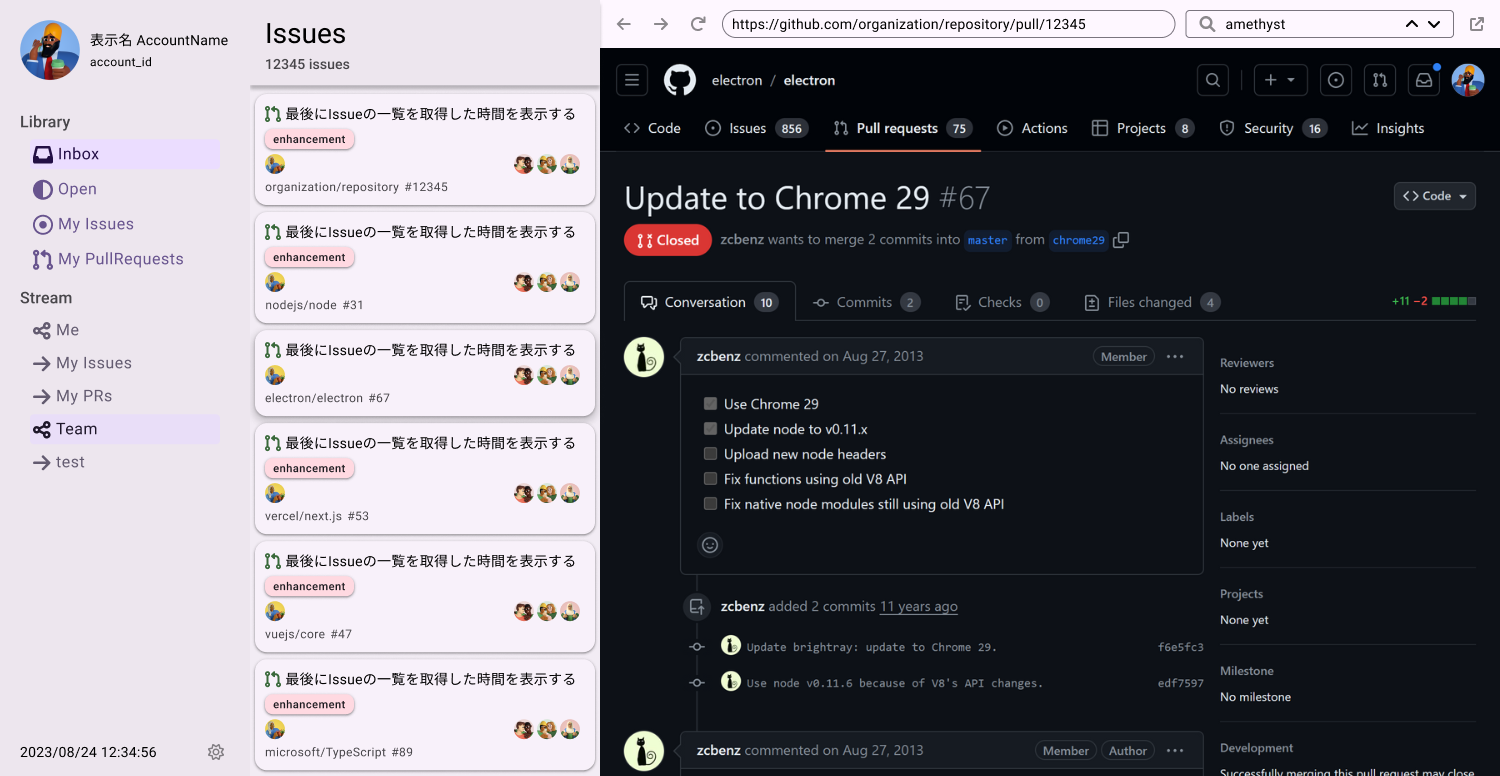 表示名 AccountName
account_id
Library
Inbox
Open
My Issues
My PullRequests
Stream
Me
My Issues
My PRs
Team
test
2023/08/24 12:34:56
Issues
12345 issues
最後にIssueの一覧を取得した時間を表示する
enhancement
organization/repository #12345
最後にIssueの一覧を取得した時間を表示する
enhancement
nodejs/node #31
最後にIssueの一覧を取得した時間を表示する
electron/electron #67
最後にIssueの一覧を取得した時間を表示する
enhancement
vercel/next.js #53
最後にIssueの一覧を取得した時間を表示する
enhancement
vuejs/core #47
最後にIssueの一覧を取得した時間を表示する
enhancement
microsoft/TypeScript #89
https://github.com/organization/repository/pull/12345
amethyst
electron / electron
Code
Issues 856
Pull requests 75
Actions
Projects 8
Security 16
Insights
Update to Chrome 29 #67
Code
Closed
zcbenz wants to merge 2 commits into master from chrome29
Conversation 10
Commits 2
Checks 0
Files changed 4
+11 −2
zcbenz commented on Aug 27, 2013
Member
Use Chrome 29
Update node to v0.11.x
Upload new node headers
Fix functions using old V8 API
Fix native node modules still using old V8 API
zcbenz added 2 commits 11 years ago
Update brightray: update to Chrome 29.
f6e5fc3
Use node v0.11.6 because of V8's API changes.
edf7597
zcbenz commented on Aug 27, 2013
Member
Author
Reviewers
No reviews
Assignees
No one assigned
Labels
None yet
Projects
None yet
Milestone
No milestone
Development
Successfully merging this pull request may close